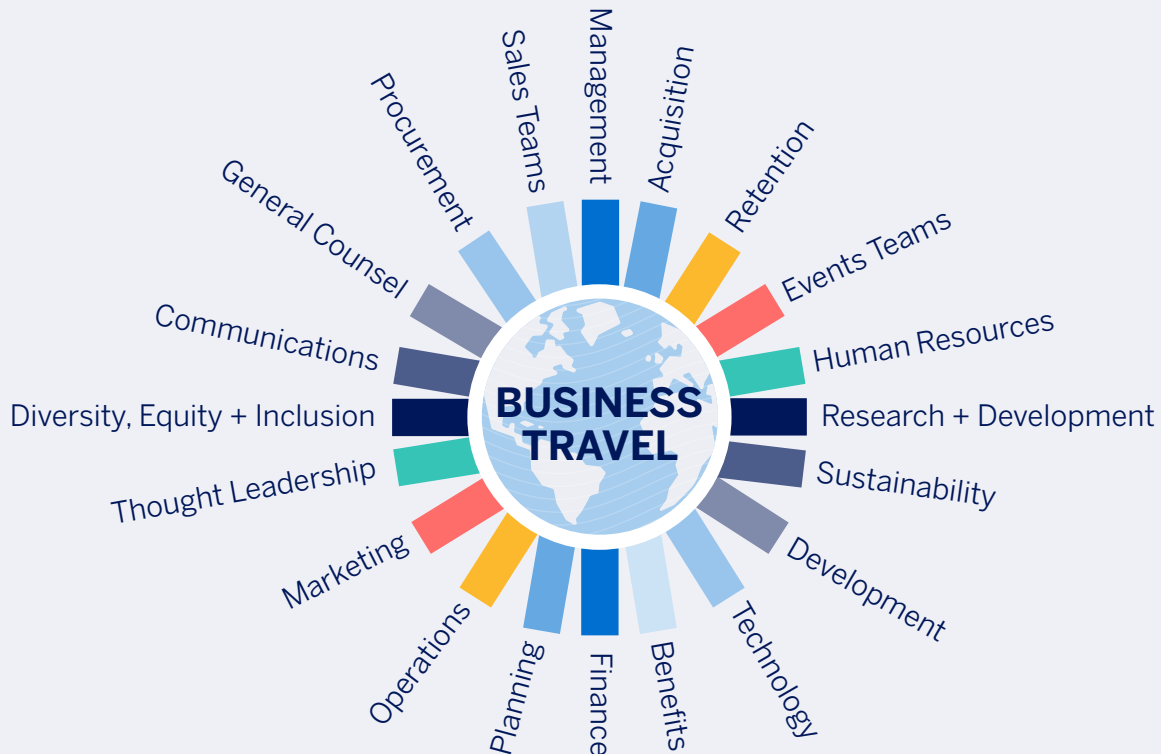 Management
Acquisition
Retention
Events Teams
Human Resources
Research + Development
Sustainability
Development
Technology
Benefits
Finance
Planning
Operations
Marketing
Thought Leadership
Diversity, Equity + Inclusion
Communications
General Counsel
Procurement
Sales Teams
BUSINESS
TRAVEL